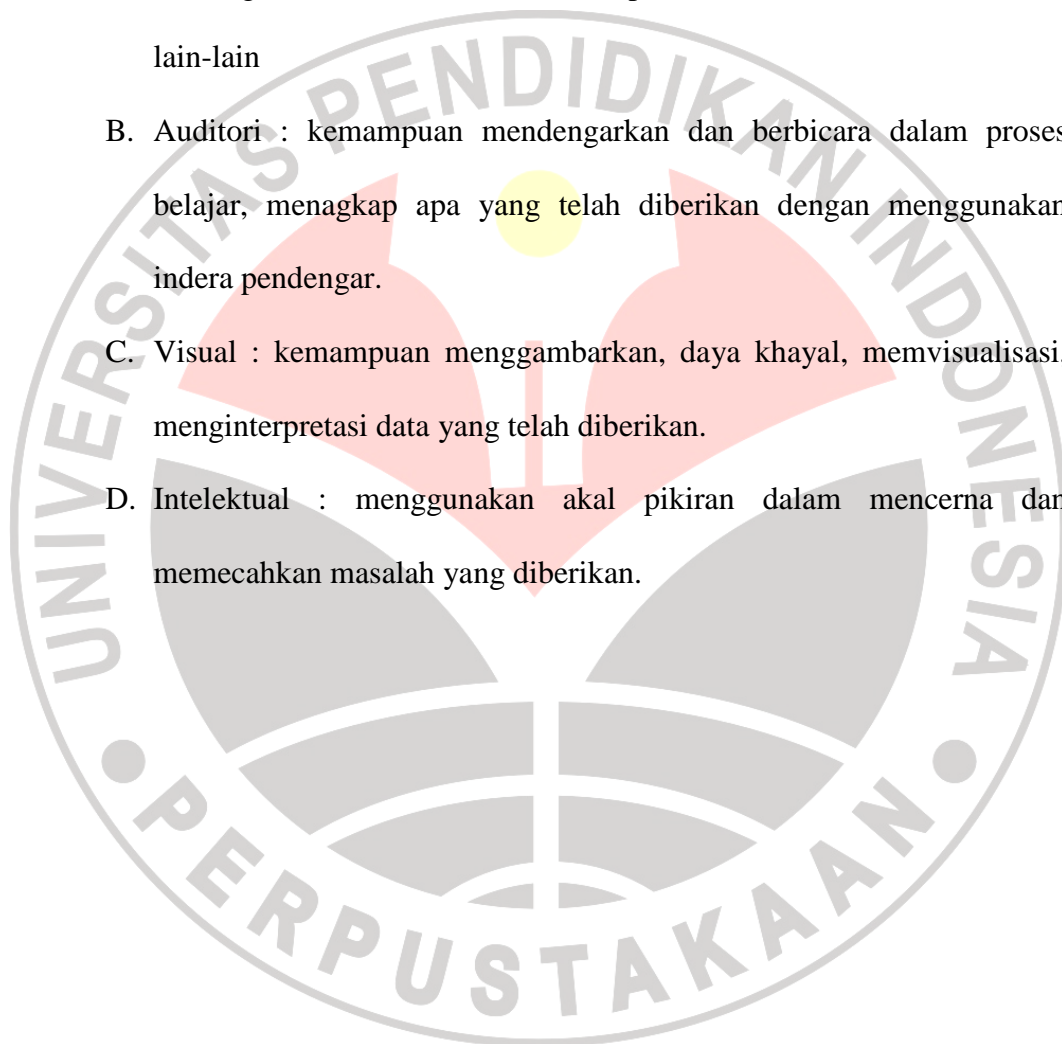 lain-lain
B. Auditori : kemampuan mendengarkan dan berbicara dalam proses
belajar, menagkap apa yang telah diberikan dengan menggunakan
indera pendengar.
C. Visual : kemampuan menggambarkan, daya khayal, memvisualisasi,
menginterpretasi data yang telah diberikan.
D. Intelektual : menggunakan akal pikiran dalam mencerna dan
memecahkan masalah yang diberikan.
UNIVERSITAS PENDIDIKAN INDONESIA
PERPUSTAKAAN